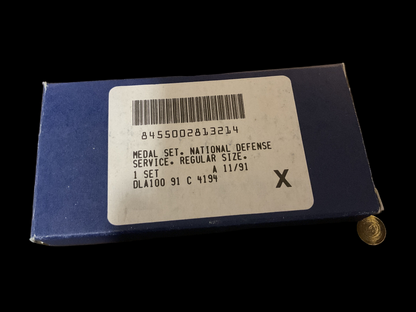 8455002813214
MEDAL SET. NATIONAL DEFENSE
SERVICE. REGULAR SIZE.
1 SET A 11/91
DLA100 91 C 4194
X